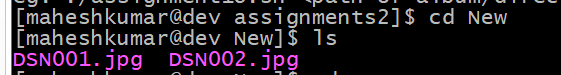 [maheshkumar@dev assignments2]$ cd New
[maheshkumar@dev New]$ ls
DSN001.jpg  DSN002.jpg